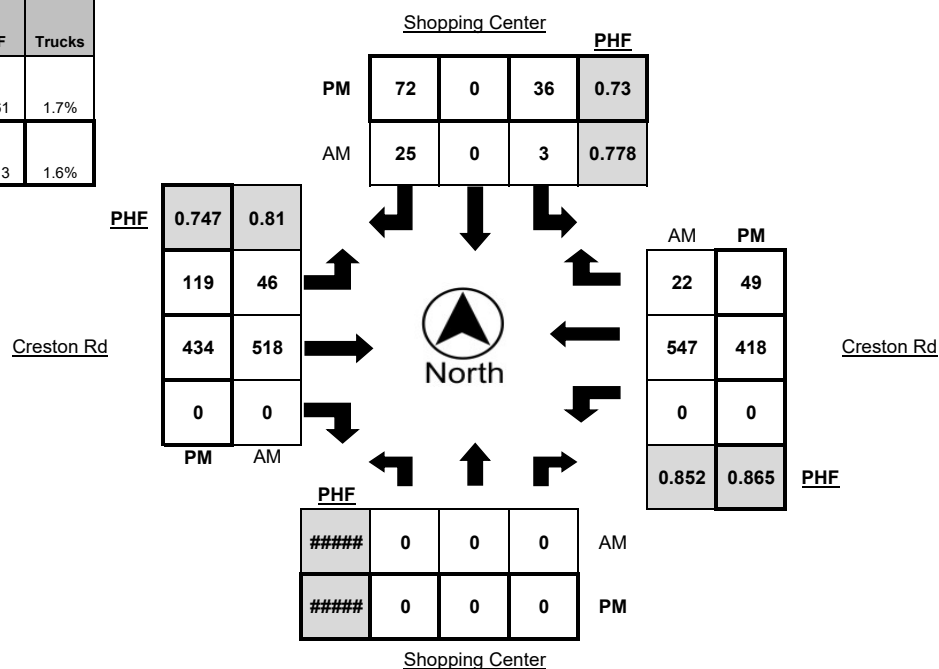 Shopping Center
Trucks
PHF
PM 72 0 36 0.73
1.7%
AM 25 0 3 0.778
1.6%
PHF 0.747 0.81
AM PM
119 46
22 49
Creston Rd 434 518
547 418 Creston Rd
North
0 0
0 0
PM AM
0.852 0.865 PHF
PHF
##### 0 0 0 AM
##### 0 0 0 PM
Shopping Center